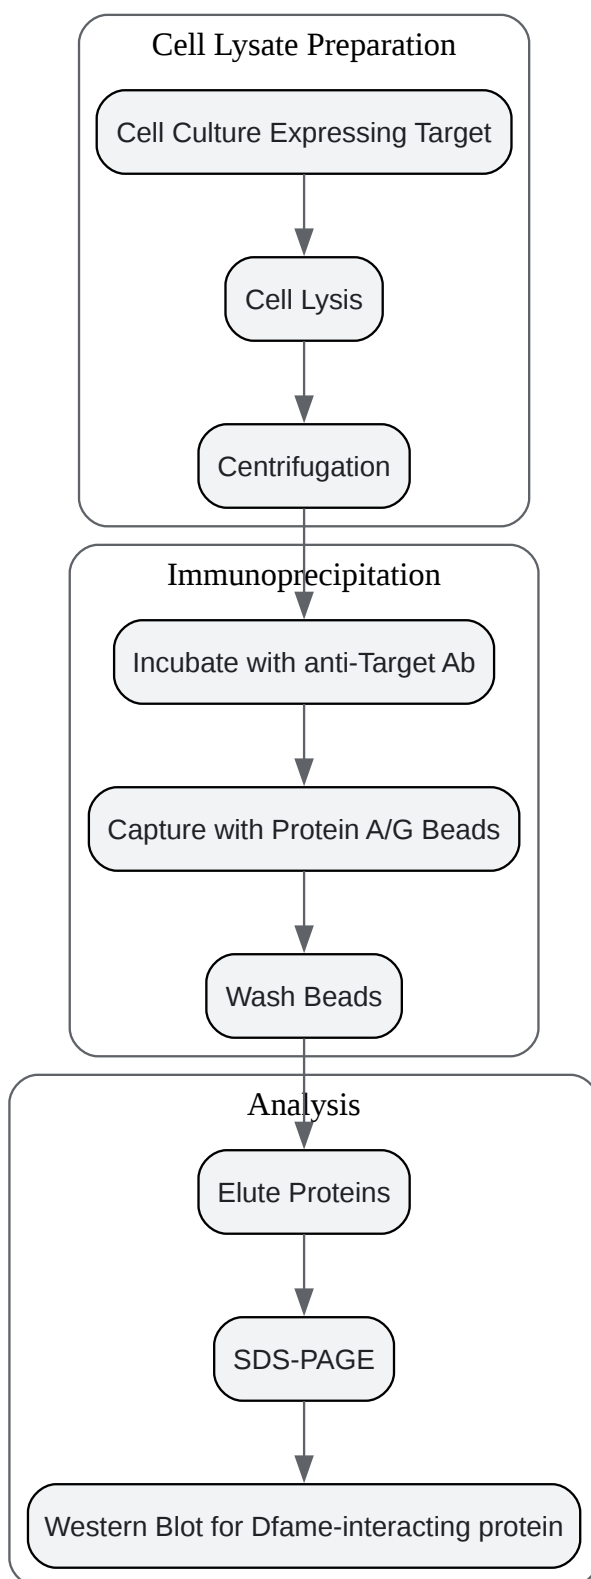 Cell Lysate Preparation
Cell Culture Expressing Target
Cell Lysis
Centrifugation
Immunoprecipitation
Incubate with anti-Target Ab
Capture with Protein A/G Beads
Wash Beads
Analysis
Elute Proteins
SDS-PAGE
Western Blot for Dfame-interacting protein